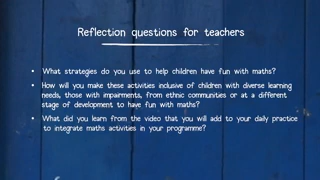 Reflection questions for teachers
• What strategies do you use to help children have fun with maths?
• How will you make these activities inclusive of children with diverse learning
needs, those with impairments, from ethnic communities or at a different
stage of development to have fun with maths?
• What did you learn from the video that you will add to your daily practice
to integrate maths activities in your programme?